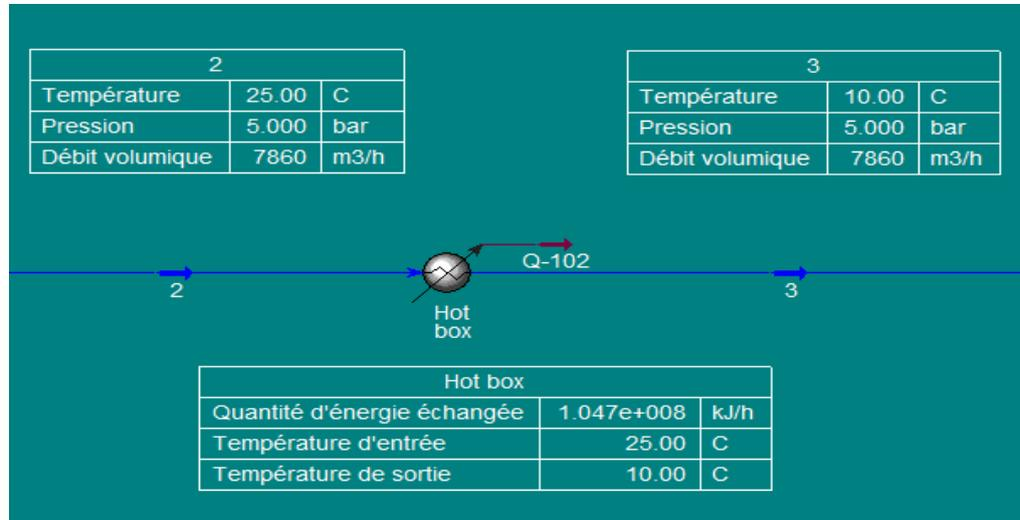 2
Température 25.00 C
Pression 5.000 bar
Débit volumique 7860 m3/h
3
Température 10.00 C
Pression 5.000 bar
Débit volumique 7860 m3/h
Q-102
2
3
Hot
box
Hot box
Quantité d'énergie échangée 1.047e+008 kJ/h
Température d'entrée 25.00 C
Température de sortie 10.00 C